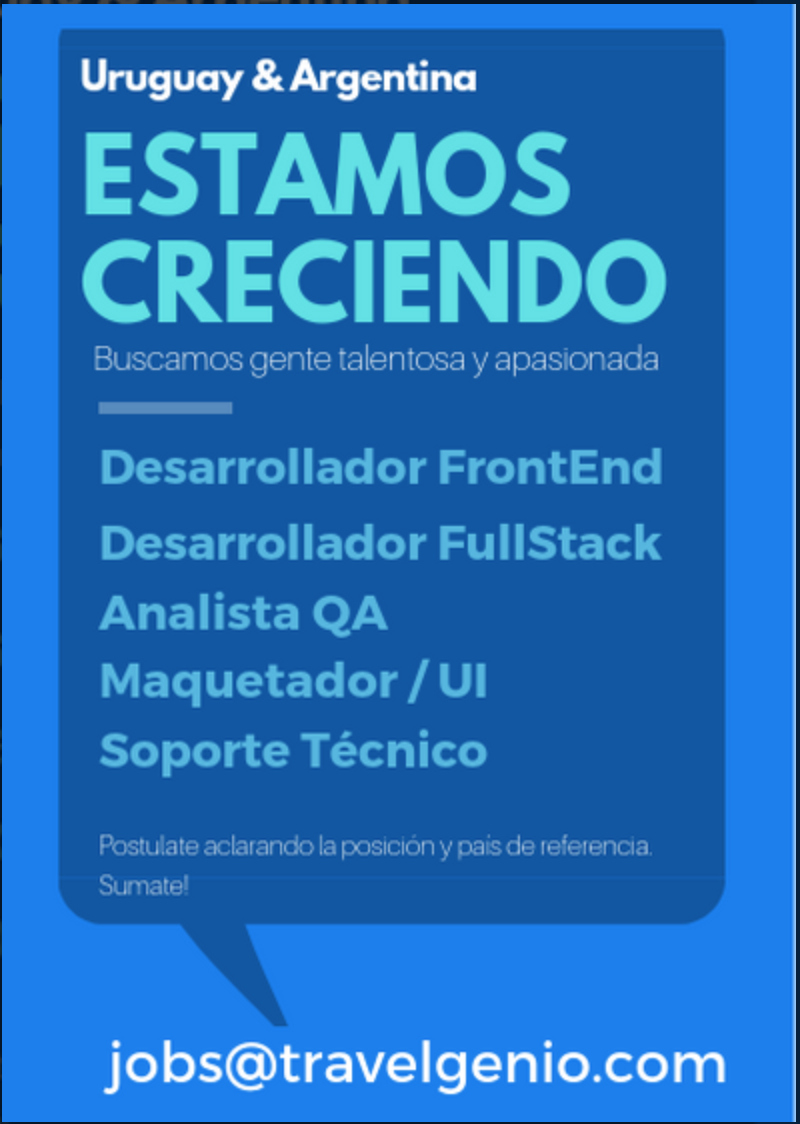 Uruguay & Argentina
ESTAMOS
CRECIENDO
Buscamos gente talentosa y apasionada
Desarrollador FrontEnd
Desarrollador FullStack
Analista QA
Maquetador / UI
Soporte Técnico
Postulate aclarando la posición y país de referencia.
Sumate!
jobs@travelgenio.com